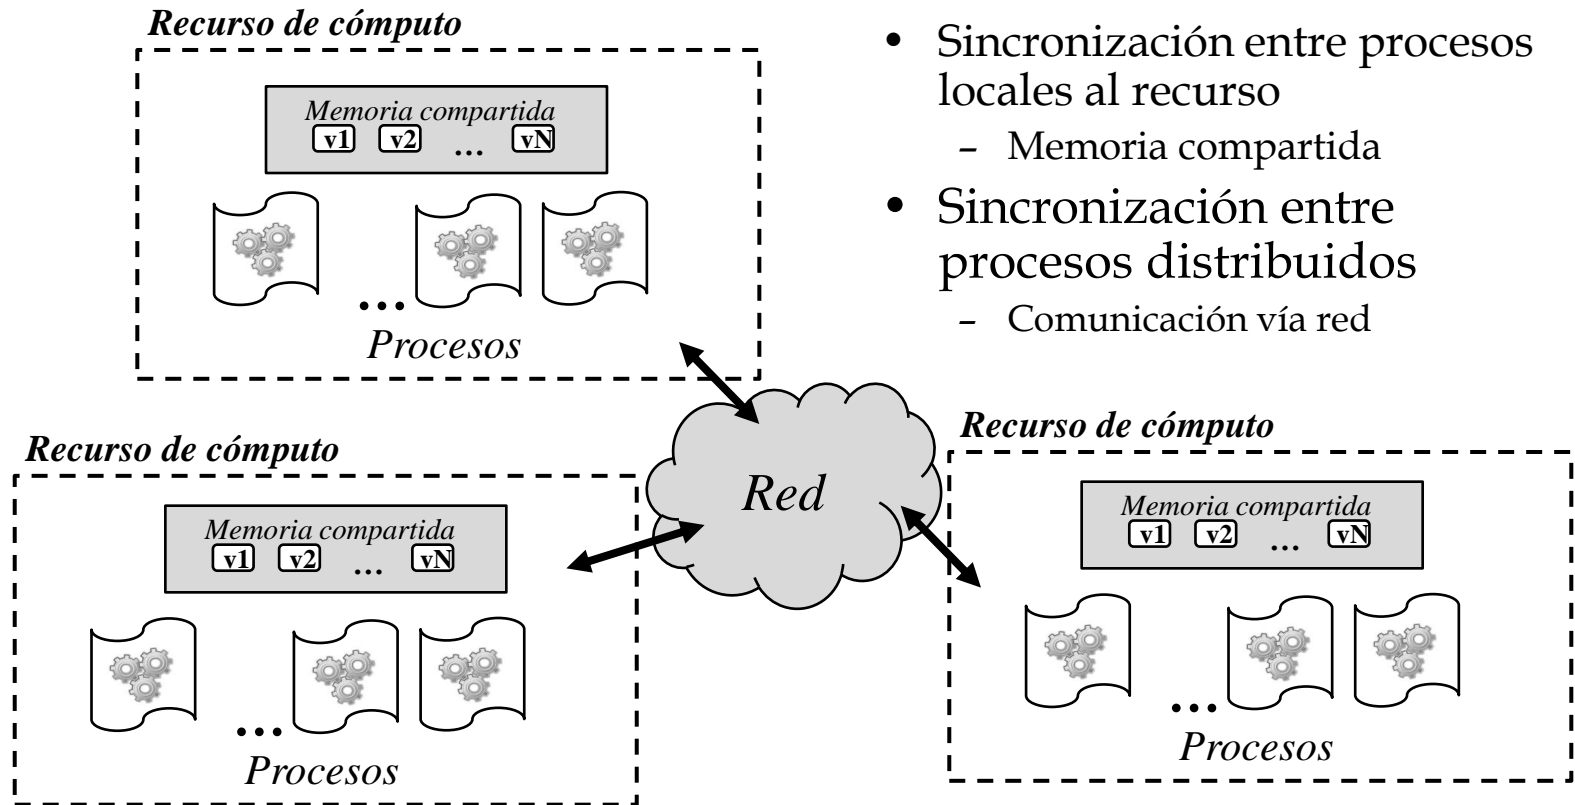 Recurso de cómputo
Memoria compartida
v1 v2 ... vN
...
Procesos
• Sincronización entre procesos
locales al recurso
– Memoria compartida
• Sincronización entre
procesos distribuidos
– Comunicación vía red
Recurso de cómputo
Memoria compartida
v1 v2 ... vN
...
Procesos
Red
Recurso de cómputo
Memoria compartida
v1 v2 ... vN
...
Procesos